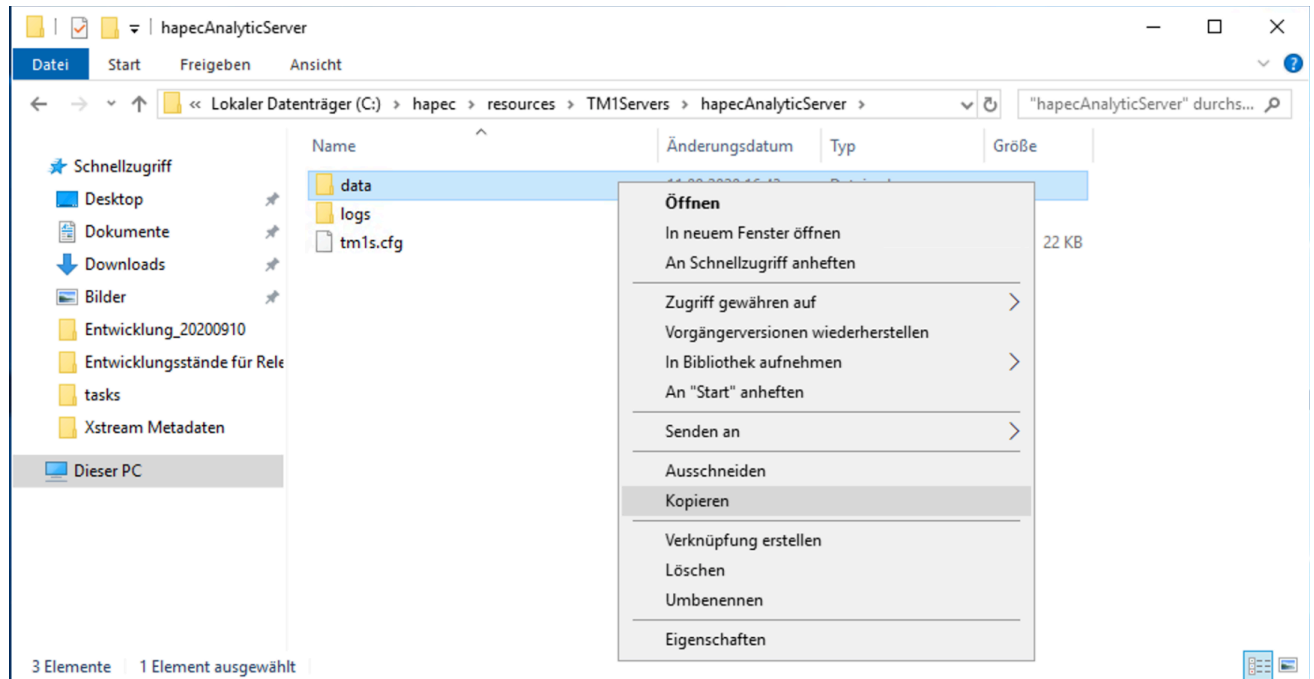 hapecAnalyticServer
Datei Start Freigeben Ansicht
« Lokaler Datenträger (C:) › hapec › resources › TM1Servers › hapecAnalyticServer › "hapecAnalyticServer" durchs...
Name Änderungsdatum Typ Größe
Schnellzugriff
Desktop
Dokumente
Downloads
Bilder
Entwicklung_20200910
Entwicklungsstände für Rele
tasks
Xstream Metadaten
Dieser PC
data
logs
tm1s.cfg 22 KB
Öffnen
In neuem Fenster öffnen
An Schnellzugriff anheften
Zugriff gewähren auf
Vorgängerversionen wiederherstellen
In Bibliothek aufnehmen
An "Start" anheften
Senden an
Ausschneiden
Kopieren
Verknüpfung erstellen
Löschen
Umbenennen
Eigenschaften
3 Elemente 1 Element ausgewählt